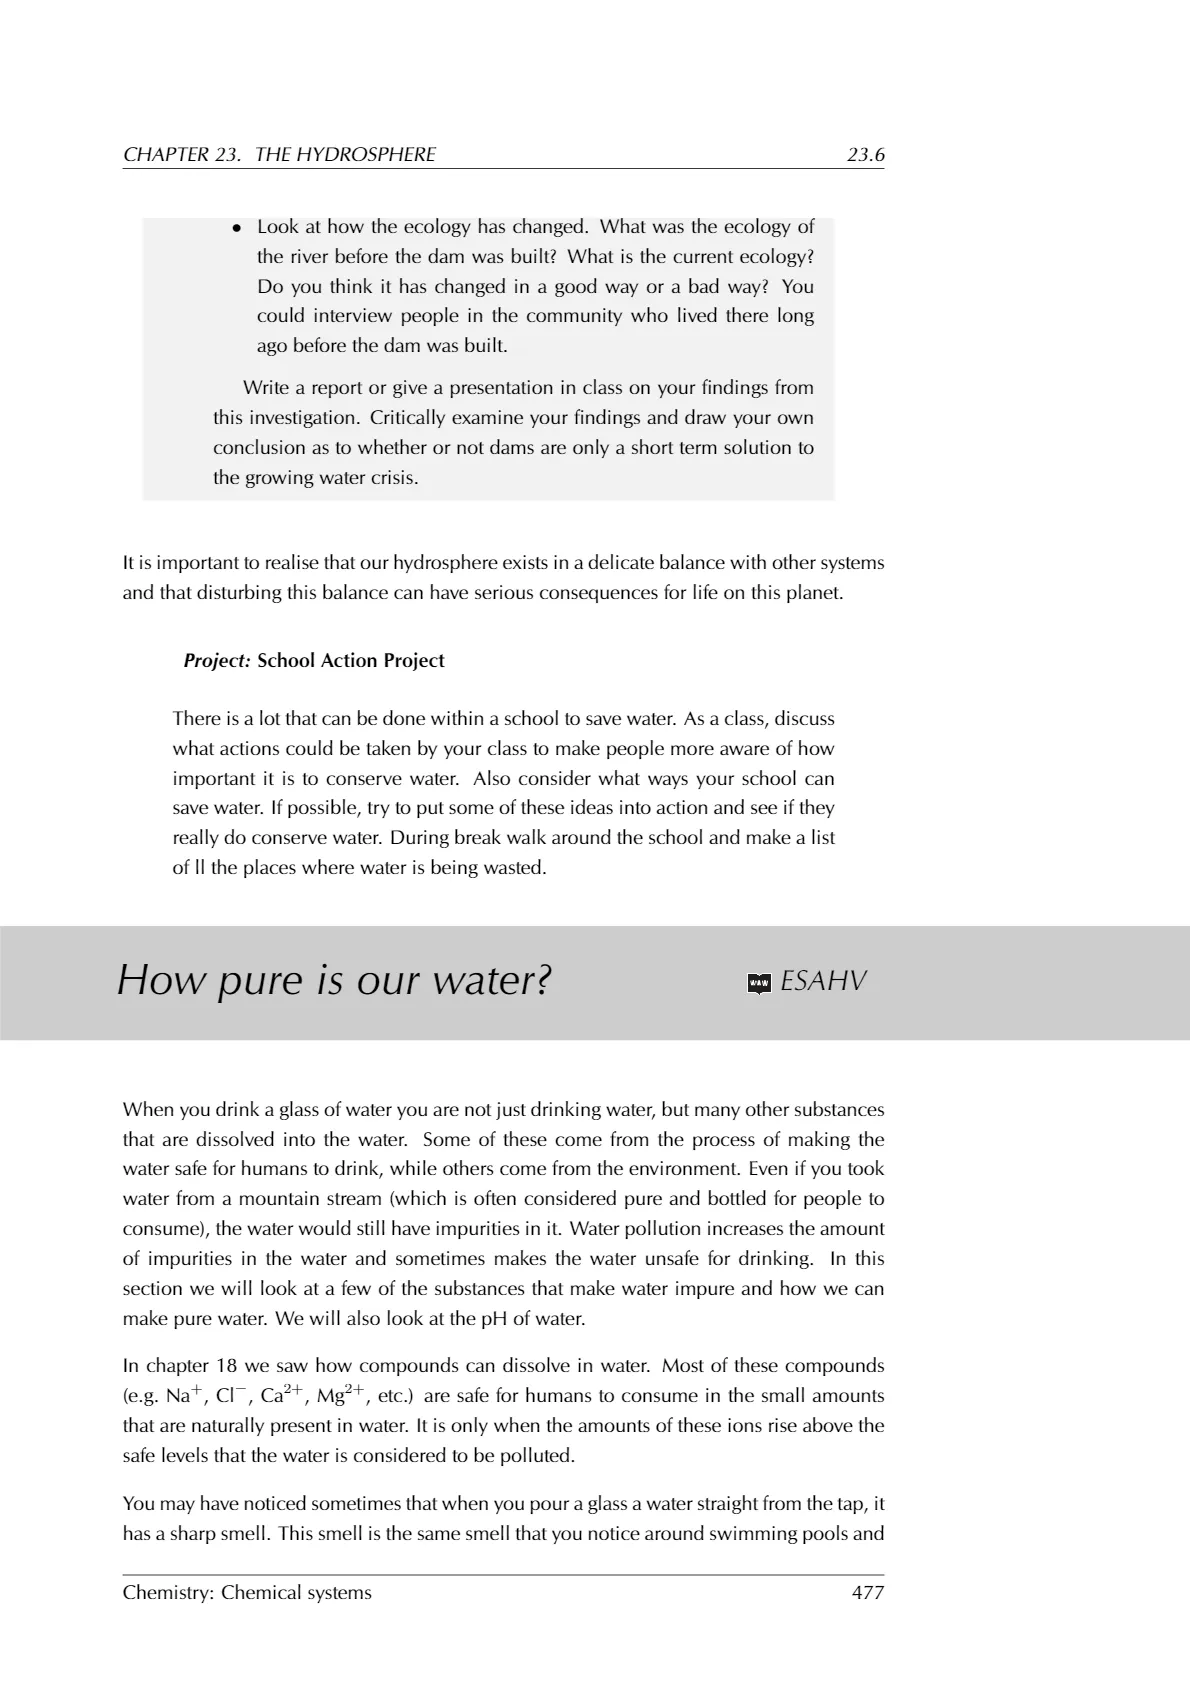 CHAPTER 23. THE HYDROSPHERE 23.6
• Look at how the ecology has changed. What was the ecology of
the river before the dam was built? What is the current ecology?
Do you think it has changed in a good way or a bad way? You
could interview people in the community who lived there long
ago before the dam was built.
Write a report or give a presentation in class on your findings from
this investigation. Critically examine your findings and draw your own
conclusion as to whether or not dams are only a short term solution to
the growing water crisis.
It is important to realise that our hydrosphere exists in a delicate balance with other systems
and that disturbing this balance can have serious consequences for life on this planet.
Project: School Action Project
There is a lot that can be done within a school to save water. As a class, discuss
what actions could be taken by your class to make people more aware of how
important it is to conserve water. Also consider what ways your school can
save water. If possible, try to put some of these ideas into action and see if they
really do conserve water. During break walk around the school and make a list
of ll the places where water is being wasted.
How pure is our water? WWW ESAHV
When you drink a glass of water you are not just drinking water, but many other substances
that are dissolved into the water. Some of these come from the process of making the
water safe for humans to drink, while others come from the environment. Even if you took
water from a mountain stream (which is often considered pure and bottled for people to
consume), the water would still have impurities in it. Water pollution increases the amount
of impurities in the water and sometimes makes the water unsafe for drinking. In this
section we will look at a few of the substances that make water impure and how we can
make pure water. We will also look at the pH of water.
In chapter 18 we saw how compounds can dissolve in water. Most of these compounds
(e.g. Na⁺, Cl⁻, Ca²⁺, Mg²⁺, etc.) are safe for humans to consume in the small amounts
that are naturally present in water. It is only when the amounts of these ions rise above the
safe levels that the water is considered to be polluted.
You may have noticed sometimes that when you pour a glass a water straight from the tap, it
has a sharp smell. This smell is the same smell that you notice around swimming pools and
Chemistry: Chemical systems 477